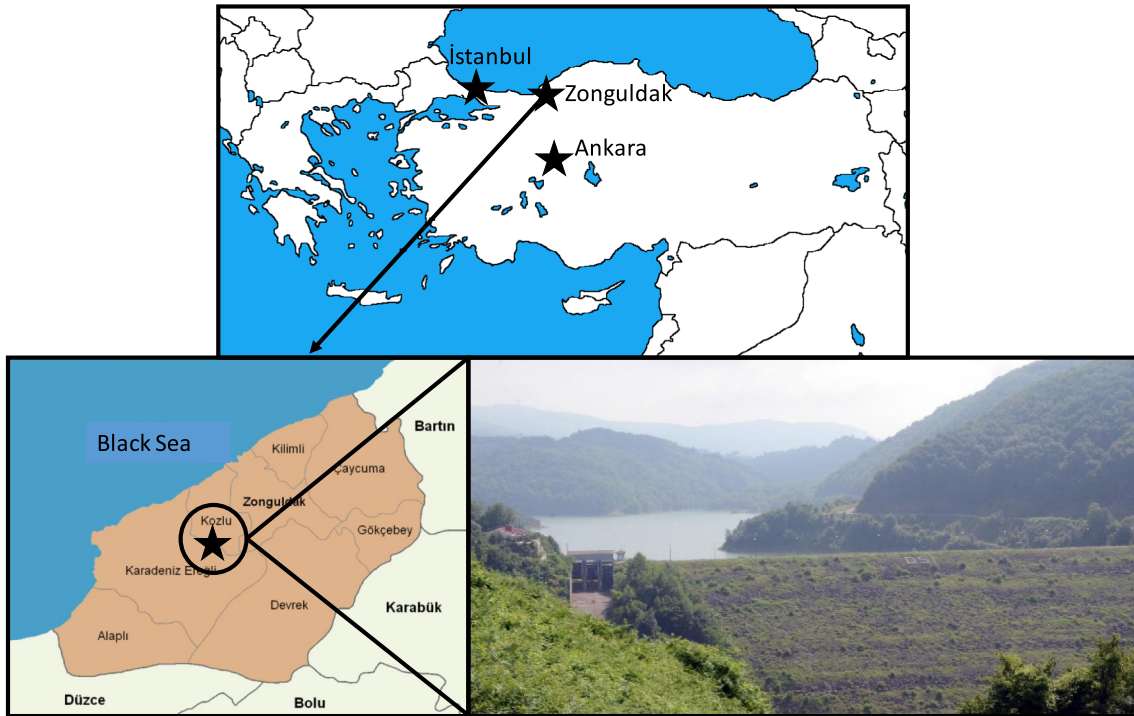 İstanbul
Zonguldak
Ankara
Black Sea
Bartın
Kilimli
Çaycuma
Zonguldak
Kozlu
Gökçebey
Karadeniz Ereğli
Devrek
Karabük
Alaplı
Düzce
Bolu